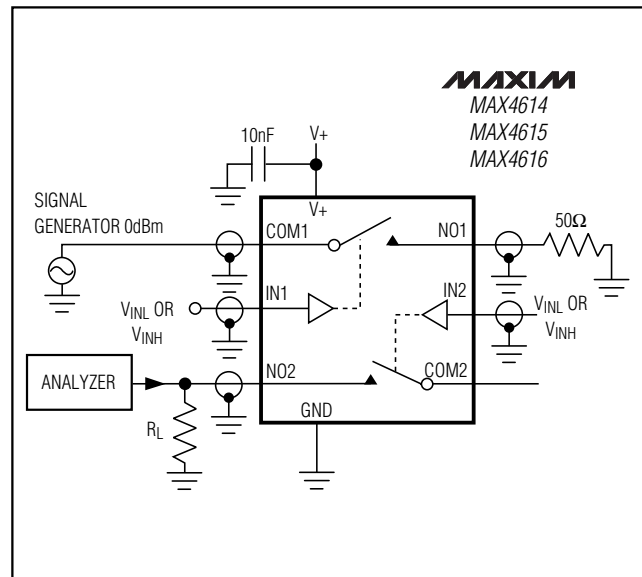 MAXIM
MAX4614
MAX4615
MAX4616
10nF
V+
V+
SIGNAL
GENERATOR 0dBm
COM1
NO1
50Ω
IN1
IN2
VINL OR
VINH
VINL OR
VINH
ANALYZER
NO2
COM2
RL
GND